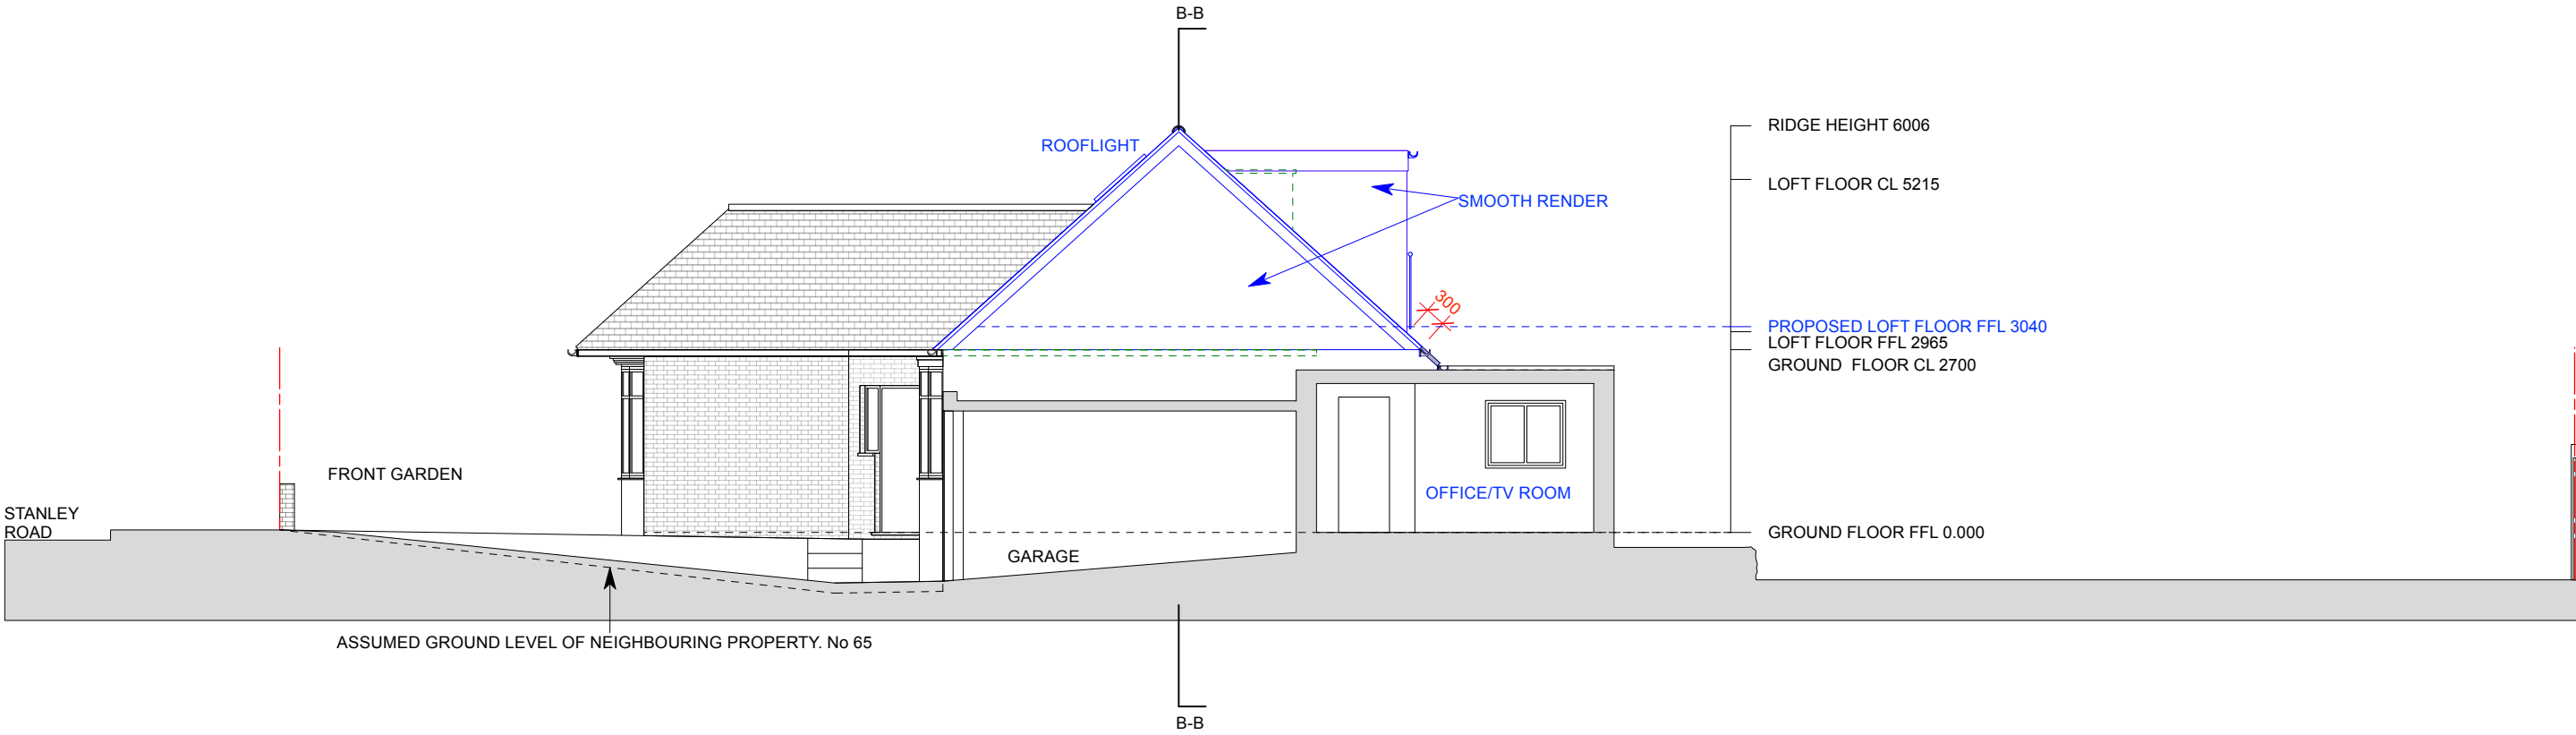 B-B
RIDGE HEIGHT 6006
ROOFLIGHT
LOFT FLOOR CL 5215
SMOOTH RENDER
300
PROPOSED LOFT FLOOR FFL 3040
LOFT FLOOR FFL 2965
GROUND FLOOR CL 2700
FRONT GARDEN
OFFICE/TV ROOM
STANLEY
ROAD
GROUND FLOOR FFL 0.000
GARAGE
ASSUMED GROUND LEVEL OF NEIGHBOURING PROPERTY. No 65
B-B